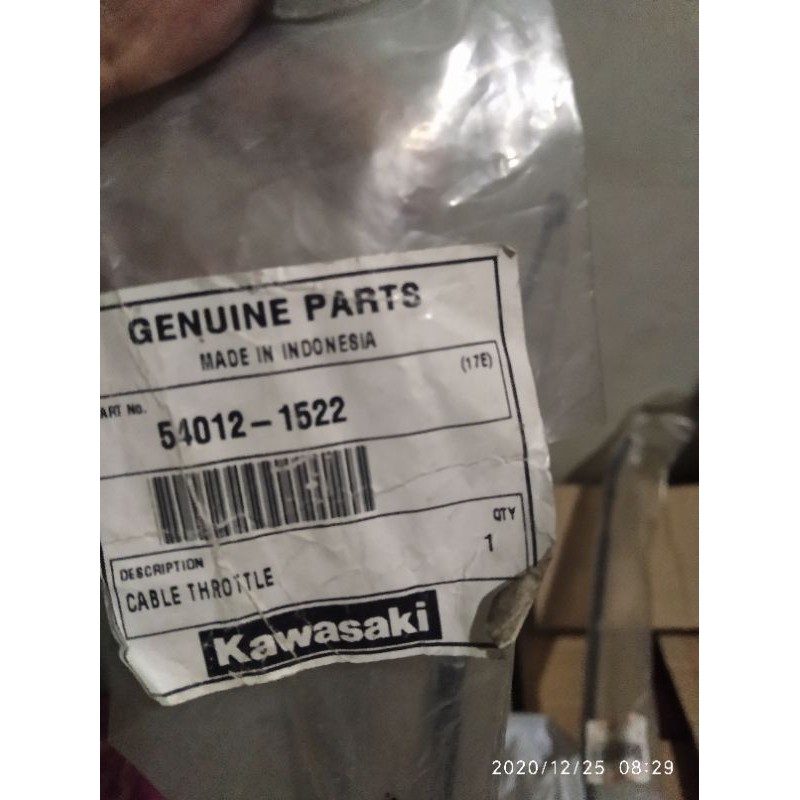 GENUINE PARTS
MADE IN INDONESIA
(17E)
ART No.
54012-1522
QTY
1
DESCRIPTION
CABLE THROTTLE
Kawasaki
2020/12/25 08:29